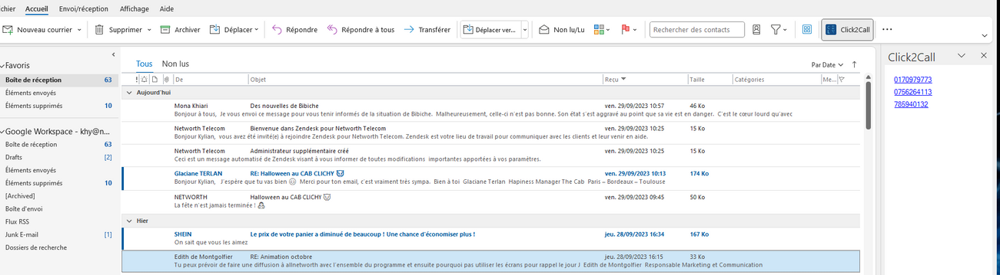 chier Accueil Envoi/réception Affichage Aide
Nouveau courrier Supprimer Archiver Déplacer Répondre Répondre à tous Transférer Déplacer ver... Non lu/Lu Rechercher des contacts Click2Call ...
Favoris
Boîte de réception 63
Éléments envoyés
Éléments supprimés 10
Google Workspace - khy@n...
Boîte de réception 63
Drafts [2]
Éléments envoyés
Éléments supprimés 10
[Archived]
Boîte d'envoi
Flux RSS
Junk E-mail [1]
Dossiers de recherche
Tous Non lus Par Date
De Objet Reçu Taille Catégories Me...
Aujourd'hui
Mona Khiari Des nouvelles de Bibiche ven. 29/09/2023 10:57 46 Ko
Bonjour à tous, Je vous envoi ce message pour vous tenir informés de la situation de Bibiche. Malheureusement, celle-ci n'est pas bonne. Son état s'est aggravé au point que sa vie est en danger. C'est le cœur lourd qu'avec
Networth Telecom Bienvenue dans Zendesk pour Networth Telecom ven. 29/09/2023 10:25 15 Ko
Bonjour Kylian, vous avez été invité(e) à rejoindre Zendesk pour Networth Telecom. Zendesk est votre lieu de travail pour communiquer avec les clients et leur venir en aide.
Networth Telecom Administrateur supplémentaire créé ven. 29/09/2023 10:25 15 Ko
Ceci est un message automatisé de Zendesk visant à vous informer de toutes modifications importantes apportées à vos paramètres.
Glaciane TERLAN RE: Halloween au CAB CLICHY ven. 29/09/2023 10:13 174 Ko
Bonjour Kylian, J'espère que tu vas bien Merci pour ton email, c'est vraiment très sympa. Bien à toi Glaciane Terlan Hapiness Manager The Cab Paris – Bordeaux – Toulouse
NETWORTH Halloween au CAB CLICHY ven. 29/09/2023 09:45 50 Ko
La fête n'est jamais terminée !
Hier
SHEIN Le prix de votre panier a diminué de beaucoup ! Une chance d'économiser plus ! jeu. 28/09/2023 16:34 167 Ko
On sait que vous les aimez
Edith de Montgolfier RE: Animation octobre jeu. 28/09/2023 16:15 33 Ko
Tu peux prévoir de faire une diffusion à allnetworth avec l'ensemble du programme et ensuite pourquoi pas utiliser les écrans pour rappel le jour J Edith de Montgolfier Responsable Marketing et Communication
Click2Call
0170979773
0756264113
785940132